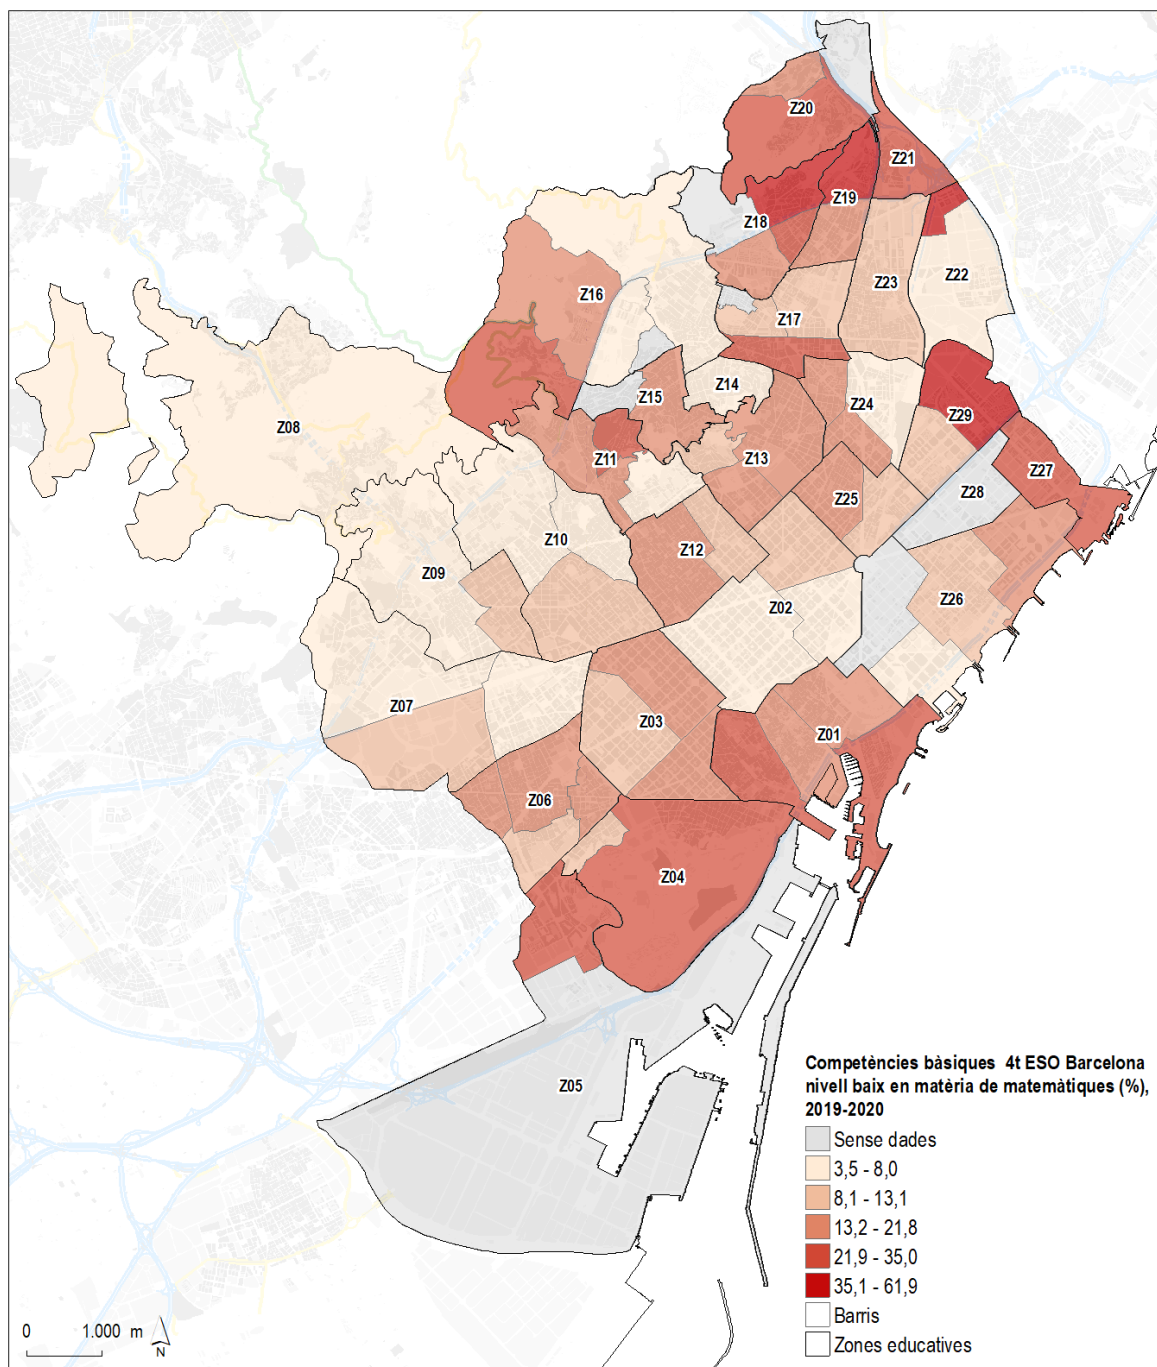 Z20
Z21
Z19
Z18
Z22
Z23
Z16
Z17
Z14
Z15
Z24
Z29
Z08
Z11
Z13
Z27
Z28
Z25
Z10
Z12
Z09
Z26
Z02
Z07
Z03
Z01
Z06
Z04
Z05
Competències bàsiques 4t ESO Barcelona
nivell baix en matèria de matemàtiques (%),
2019-2020
Sense dades
3,5 - 8,0
8,1 - 13,1
13,2 - 21,8
21,9 - 35,0
35,1 - 61,9
Barris
Zones educatives
0 1.000 m
N